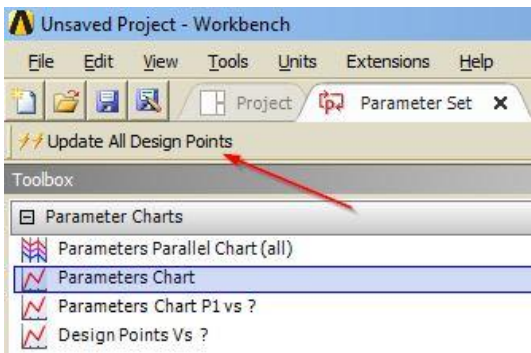 Unsaved Project - Workbench
File Edit View Tools Units Extensions Help
Project Parameter Set
Update All Design Points
Toolbox
Parameter Charts
Parameters Parallel Chart (all)
Parameters Chart
Parameters Chart P1 vs ?
Design Points Vs ?